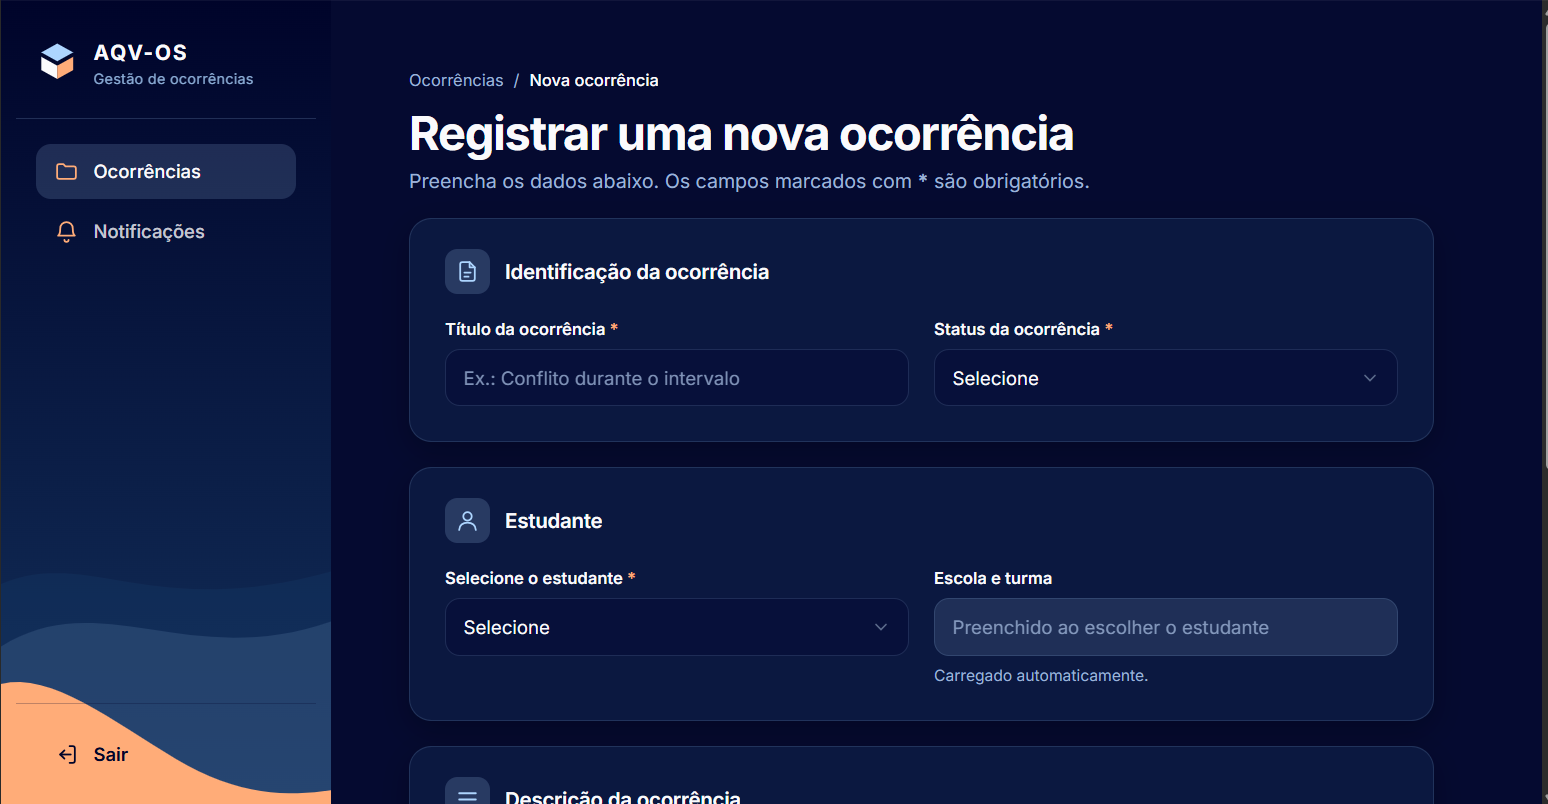 AQV-OS
Gestão de ocorrências
Ocorrências
Notificações
Sair
Ocorrências / Nova ocorrência
Registrar uma nova ocorrência
Preencha os dados abaixo. Os campos marcados com * são obrigatórios.
Identificação da ocorrência
Título da ocorrência *
Ex.: Conflito durante o intervalo
Status da ocorrência *
Selecione
Estudante
Selecione o estudante *
Selecione
Escola e turma
Preenchido ao escolher o estudante
Carregado automaticamente.
Descrição da ocorrência